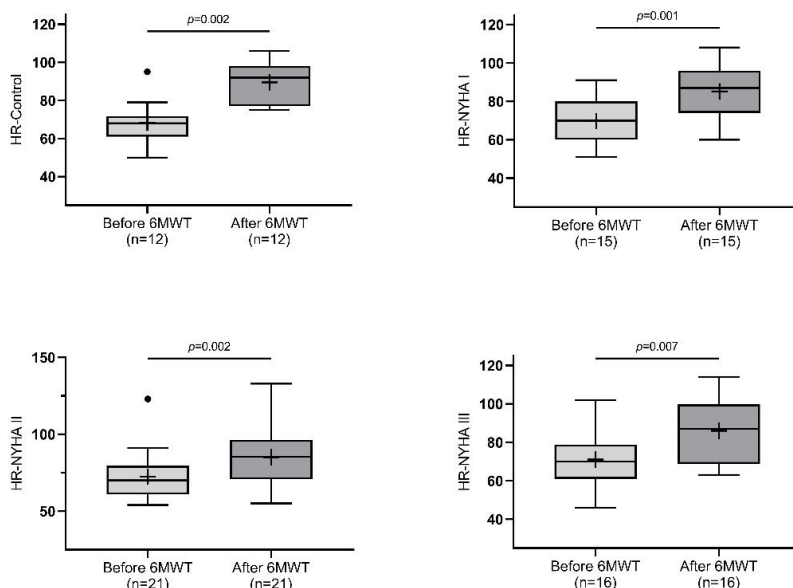 p=0.002
HR-Control
120
100
80
60
40
Before 6MWT
(n=12)
After 6MWT
(n=12)
p=0.001
HR-NYHA I
120
100
80
60
40
Before 6MWT
(n=15)
After 6MWT
(n=15)
p=0.002
HR-NYHA II
150
100
50
Before 6MWT
(n=21)
After 6MWT
(n=21)
p=0.007
HR-NYHA III
120
100
80
60
40
Before 6MWT
(n=16)
After 6MWT
(n=16)